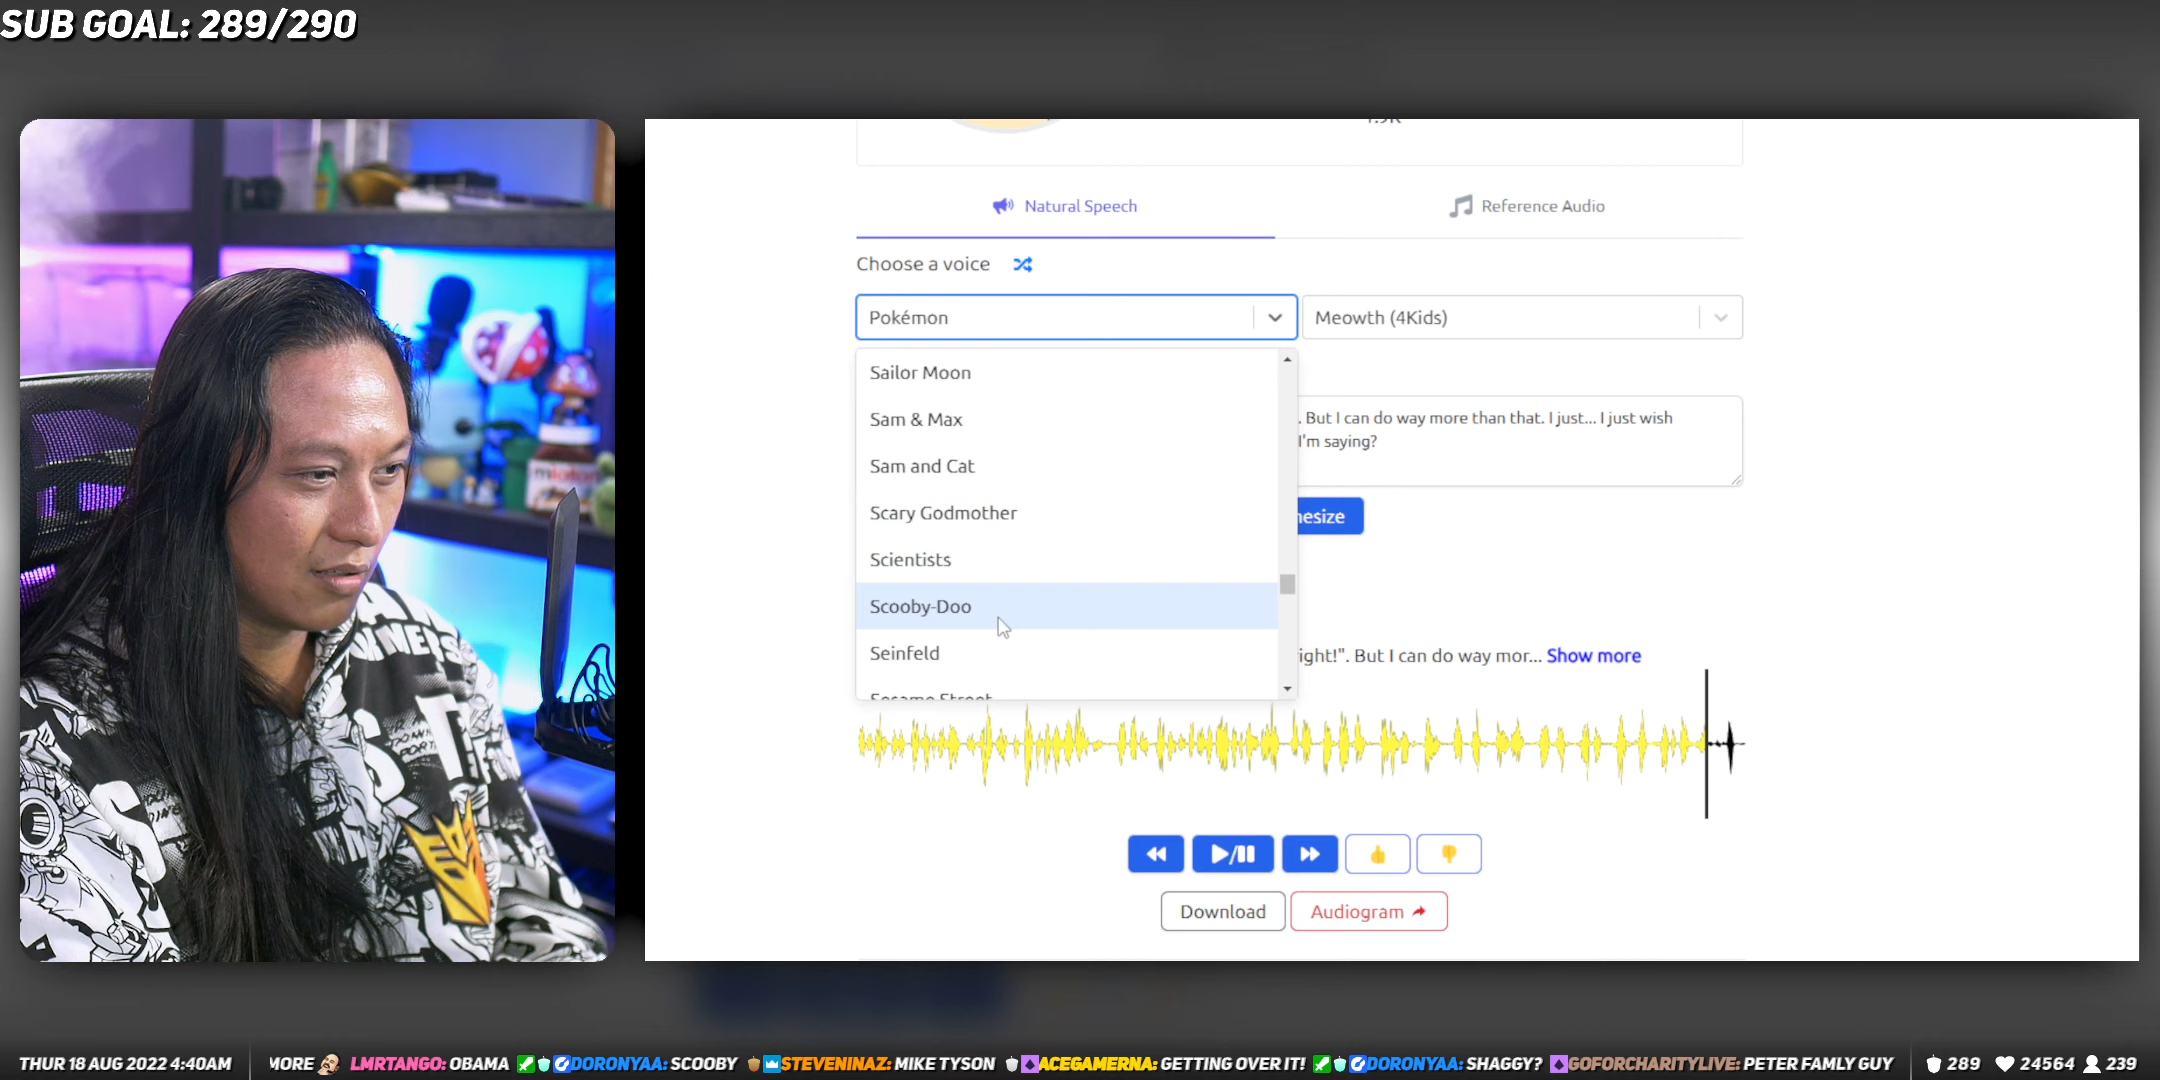 SUB GOAL: 289/290
Natural Speech
Reference Audio
Choose a voice
Pokémon
Meowth (4Kids)
Sailor Moon
Sam & Max
Sam and Cat
Scary Godmother
Scientists
Scooby-Doo
Seinfeld
Sesame Street
. But I can do way more than that. I just... I just wish
I'm saying?
nesize
ight!". But I can do way mor... Show more
Download
Audiogram
THUR 18 AUG 2022 4:40AM
MORE LMRTANGO: OBAMA DORONYAA: SCOOBY STEVENINAZ: MIKE TYSON ACEGAMERNA: GETTING OVER IT! DORONYAA: SHAGGY? GOFORCHARITYLIVE: PETER FAMLY GUY
289 24564 239